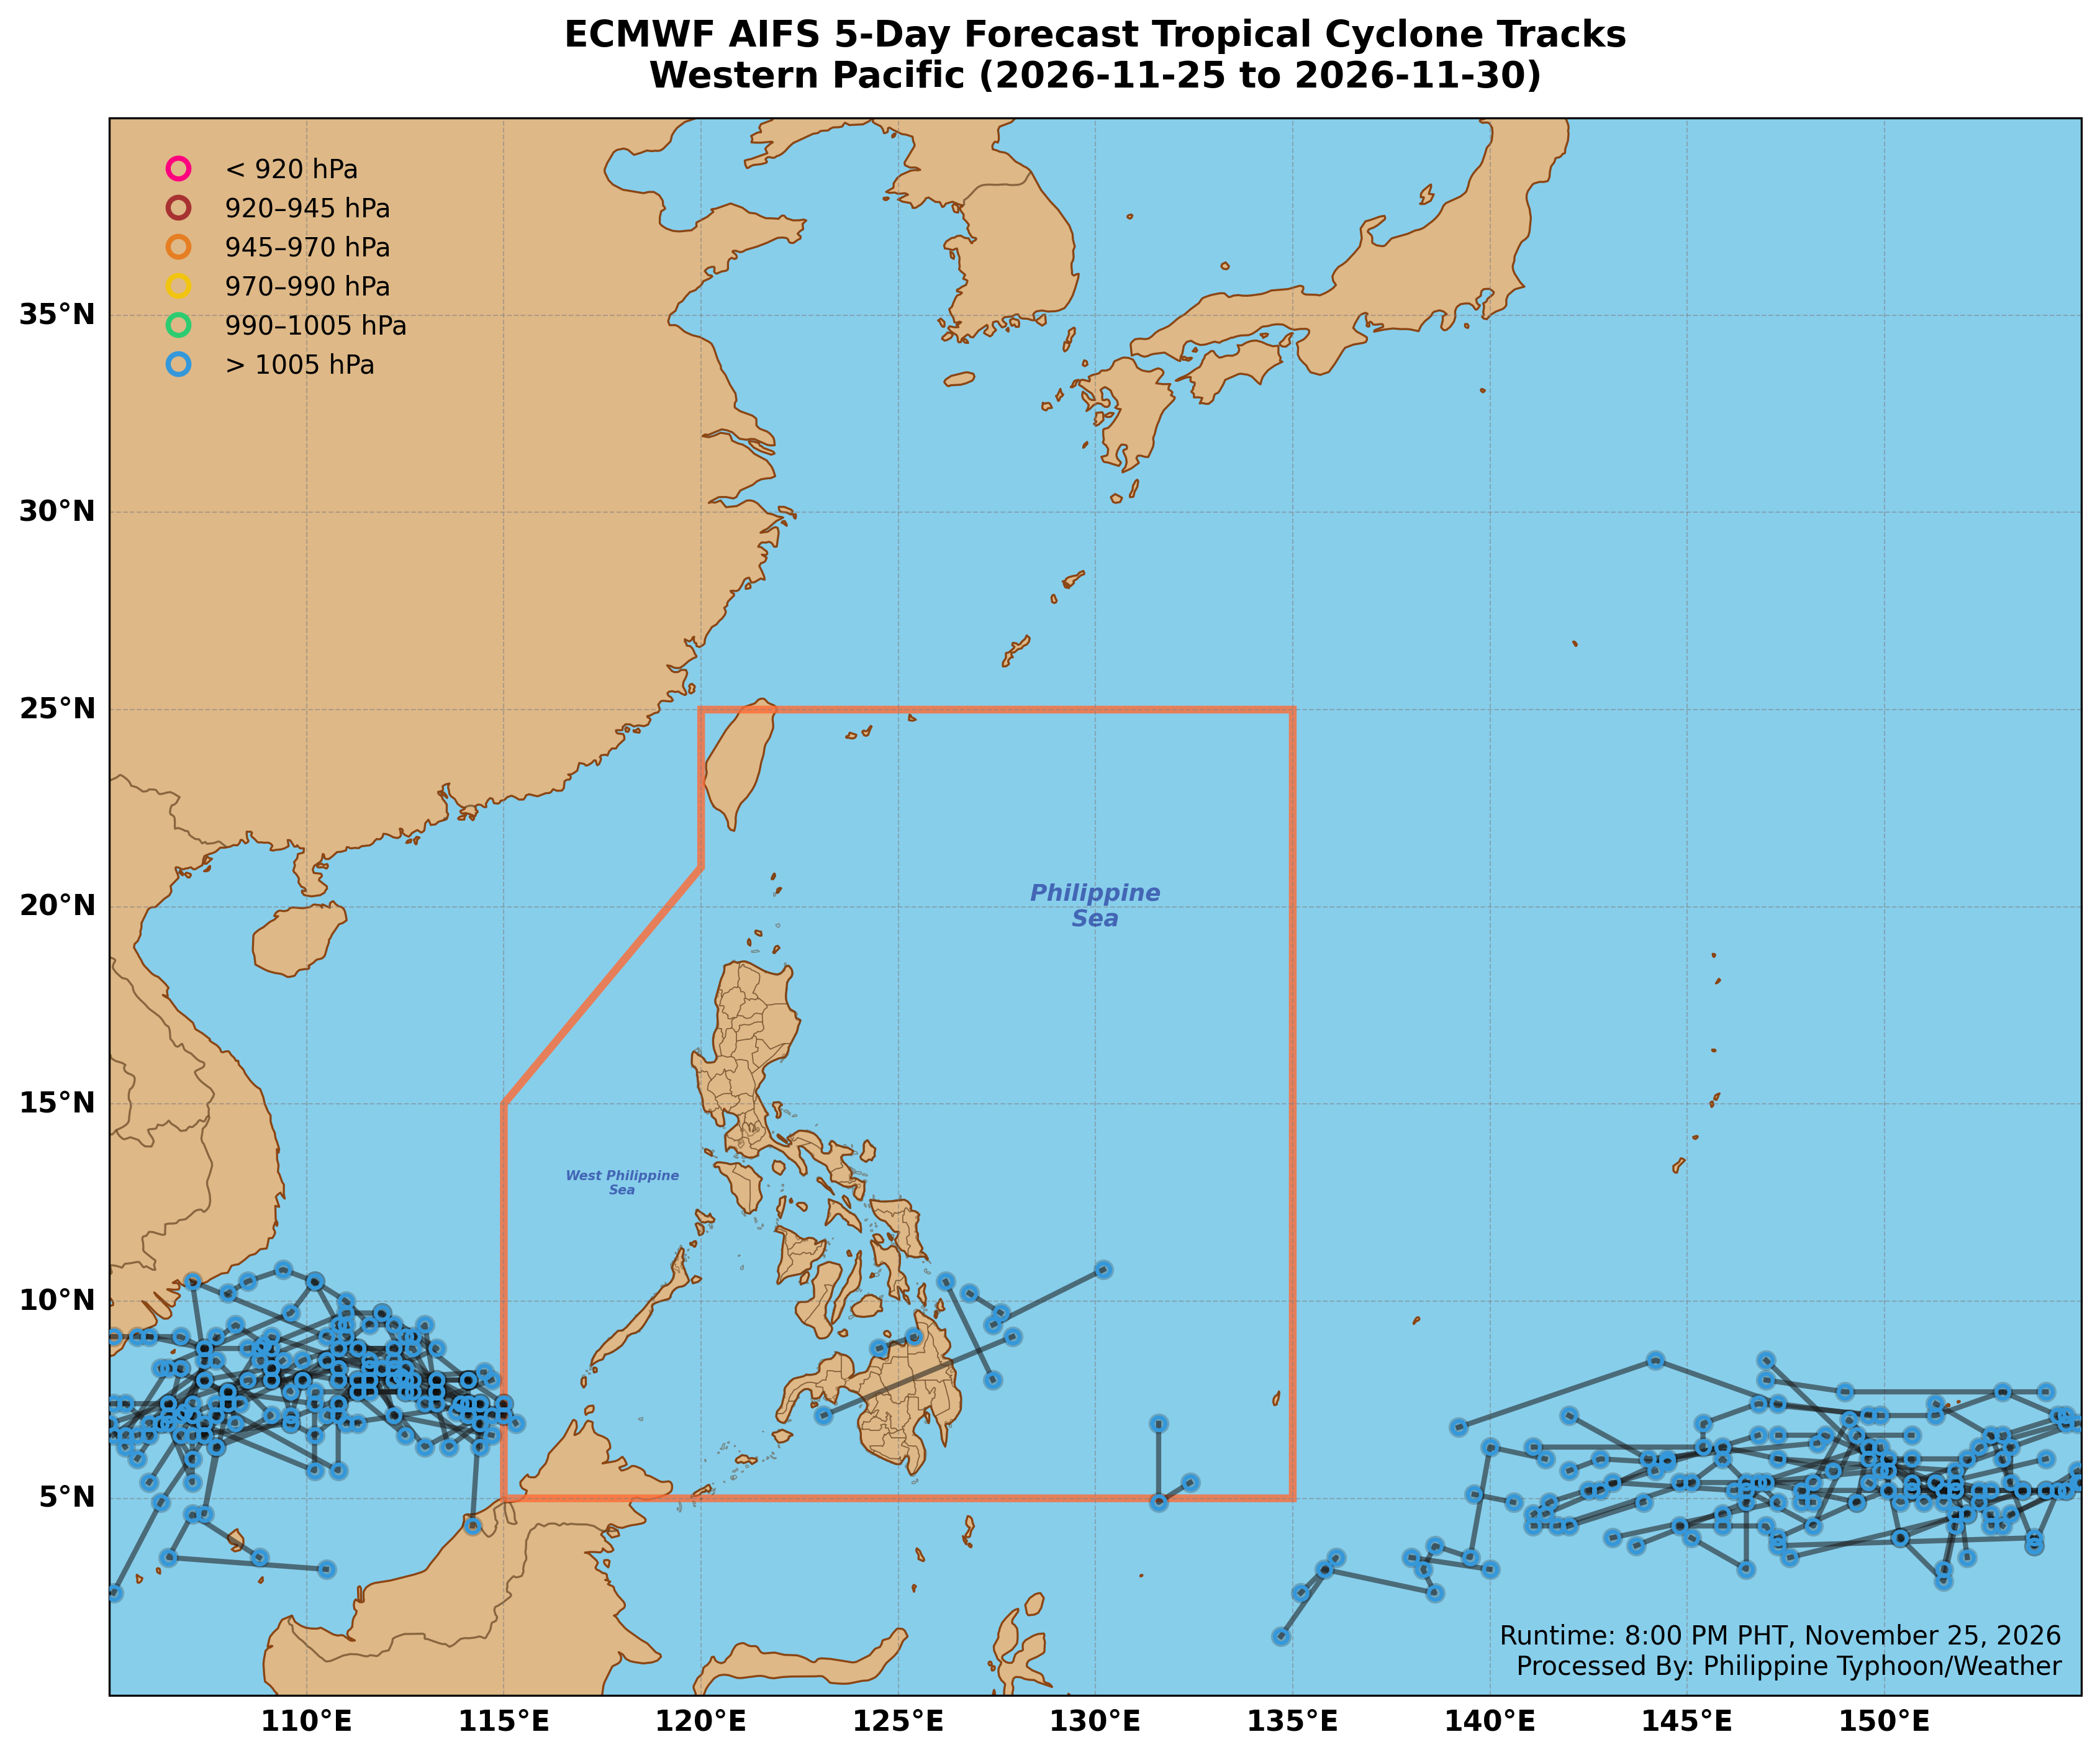 ECMWF AIFS 5-Day Forecast Tropical Cyclone Tracks
Western Pacific (2026-11-25 to 2026-11-30)
< 920 hPa
920–945 hPa
945–970 hPa
970–990 hPa
990–1005 hPa
> 1005 hPa
35°N
30°N
25°N
20°N
15°N
10°N
5°N
Philippine
Sea
West Philippine
Sea
Runtime: 8:00 PM PHT, November 25, 2026
Processed By: Philippine Typhoon/Weather
110°E
115°E
120°E
125°E
130°E
135°E
140°E
145°E
150°E